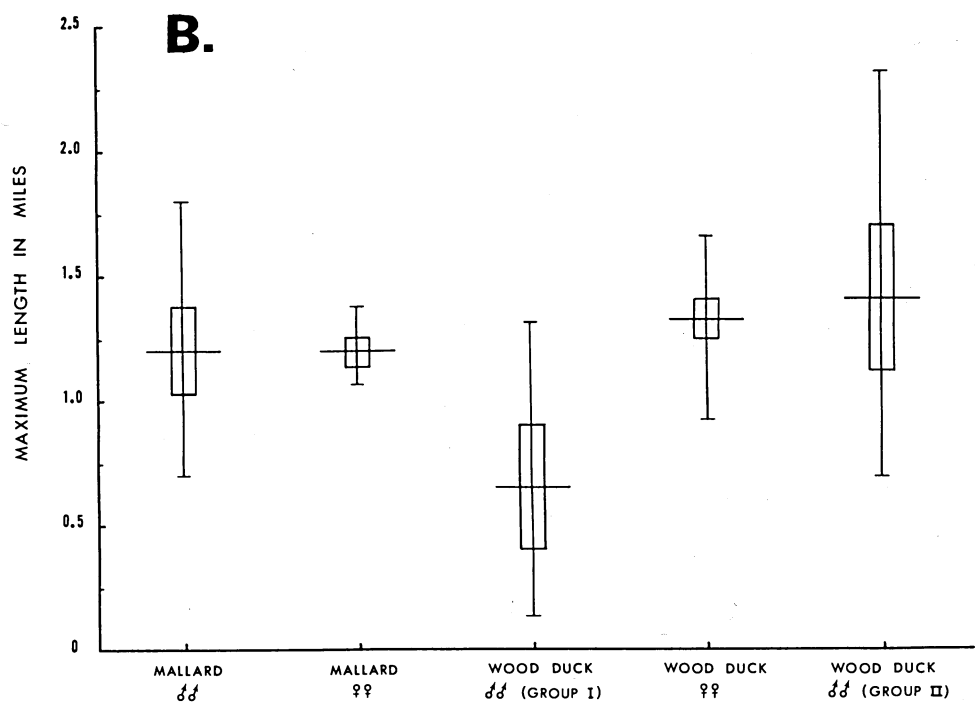 B.
MAXIMUM LENGTH IN MILES
2.5
2.0
1.5
1.0
0.5
0
MALLARD
♂♂
MALLARD
♀♀
WOOD DUCK
♂♂ (GROUP I)
WOOD DUCK
♀♀
WOOD DUCK
♂♂ (GROUP II)